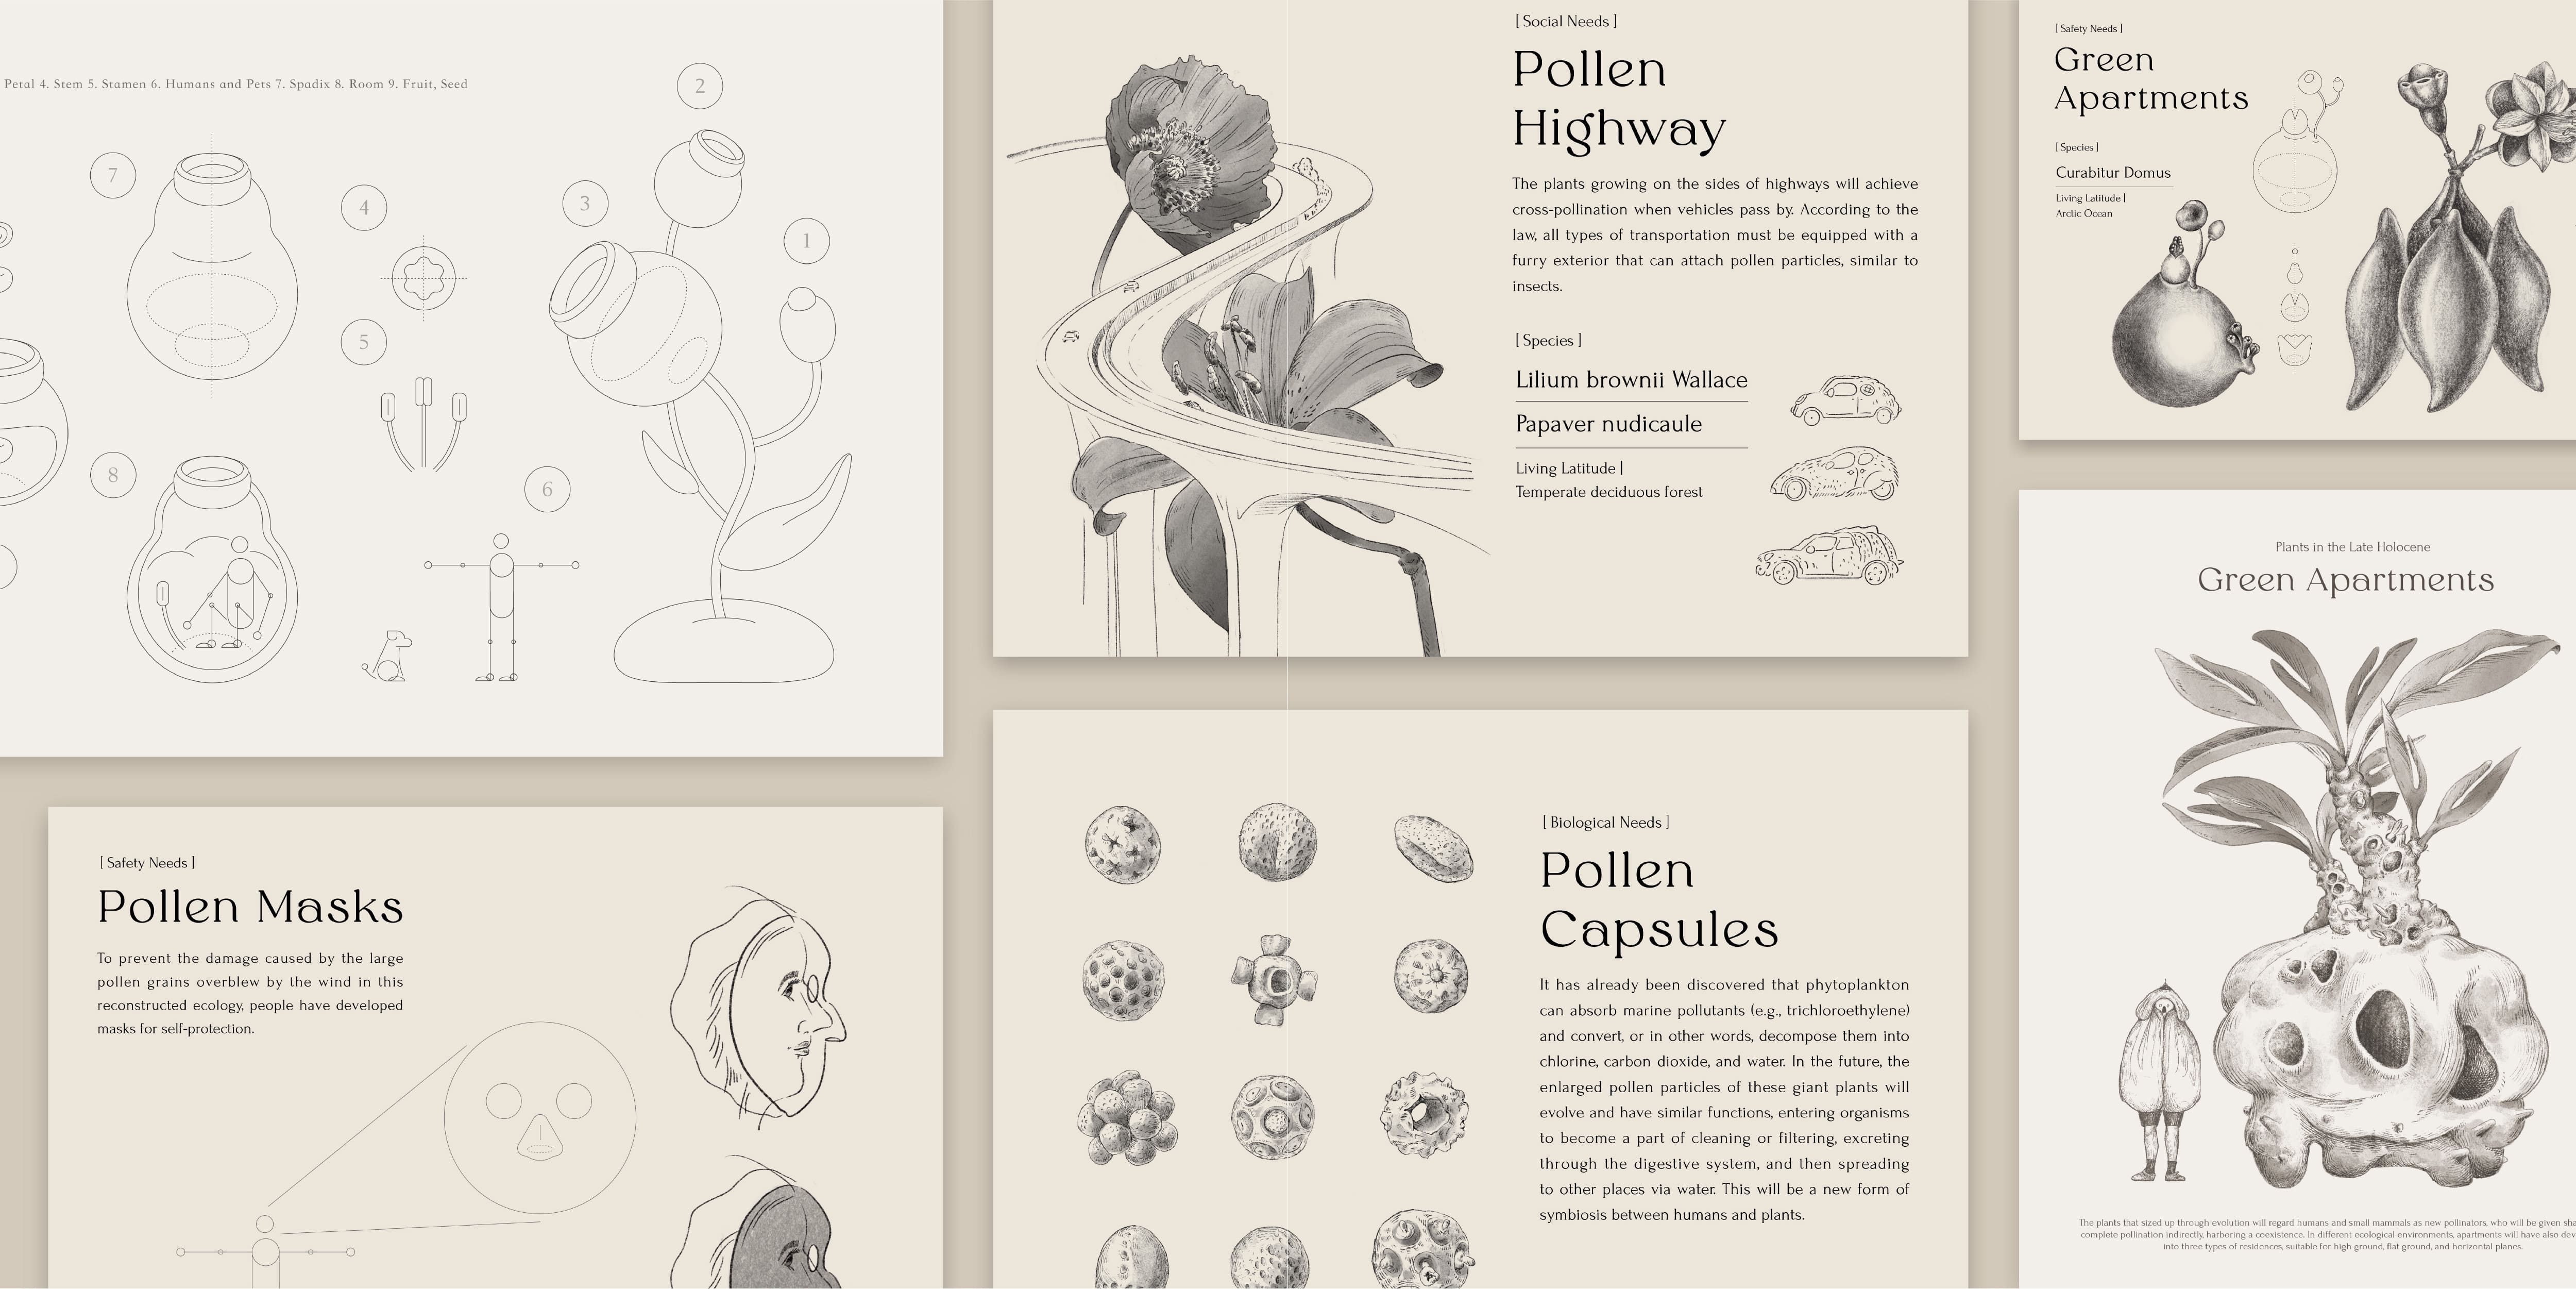 Petal 4. Stem 5. Stamen 6. Humans and Pets 7. Spadix 8. Room 9. Fruit, Seed
2
7
4
3
1
5
8
6
[ Safety Needs ]
Pollen Masks
To prevent the damage caused by the large
pollen grains overblew by the wind in this
reconstructed ecology, people have developed
masks for self-protection.
[ Social Needs ]
Pollen
Highway
The plants growing on the sides of highways will achieve
cross-pollination when vehicles pass by. According to the
law, all types of transportation must be equipped with a
furry exterior that can attach pollen particles, similar to
insects.
[ Species ]
Lilium brownii Wallace
Papaver nudicaule
Living Latitude |
Temperate deciduous forest
[ Biological Needs ]
Pollen
Capsules
It has already been discovered that phytoplankton
can absorb marine pollutants (e.g., trichloroethylene)
and convert, or in other words, decompose them into
chlorine, carbon dioxide, and water. In the future, the
enlarged pollen particles of these giant plants will
evolve and have similar functions, entering organisms
to become a part of cleaning or filtering, excreting
through the digestive system, and then spreading
to other places via water. This will be a new form of
symbiosis between humans and plants.
[ Safety Needs ]
Green
Apartments
[ Species ]
Curabitur Domus
Living Latitude |
Arctic Ocean
Plants in the Late Holocene
Green Apartments
The plants that sized up through evolution will regard humans and small mammals as new pollinators, who will be given
complete pollination indirectly, harboring a coexistence. In different ecological environments, apartments will have also
into three types of residences, suitable for high ground, flat ground, and horizontal planes.